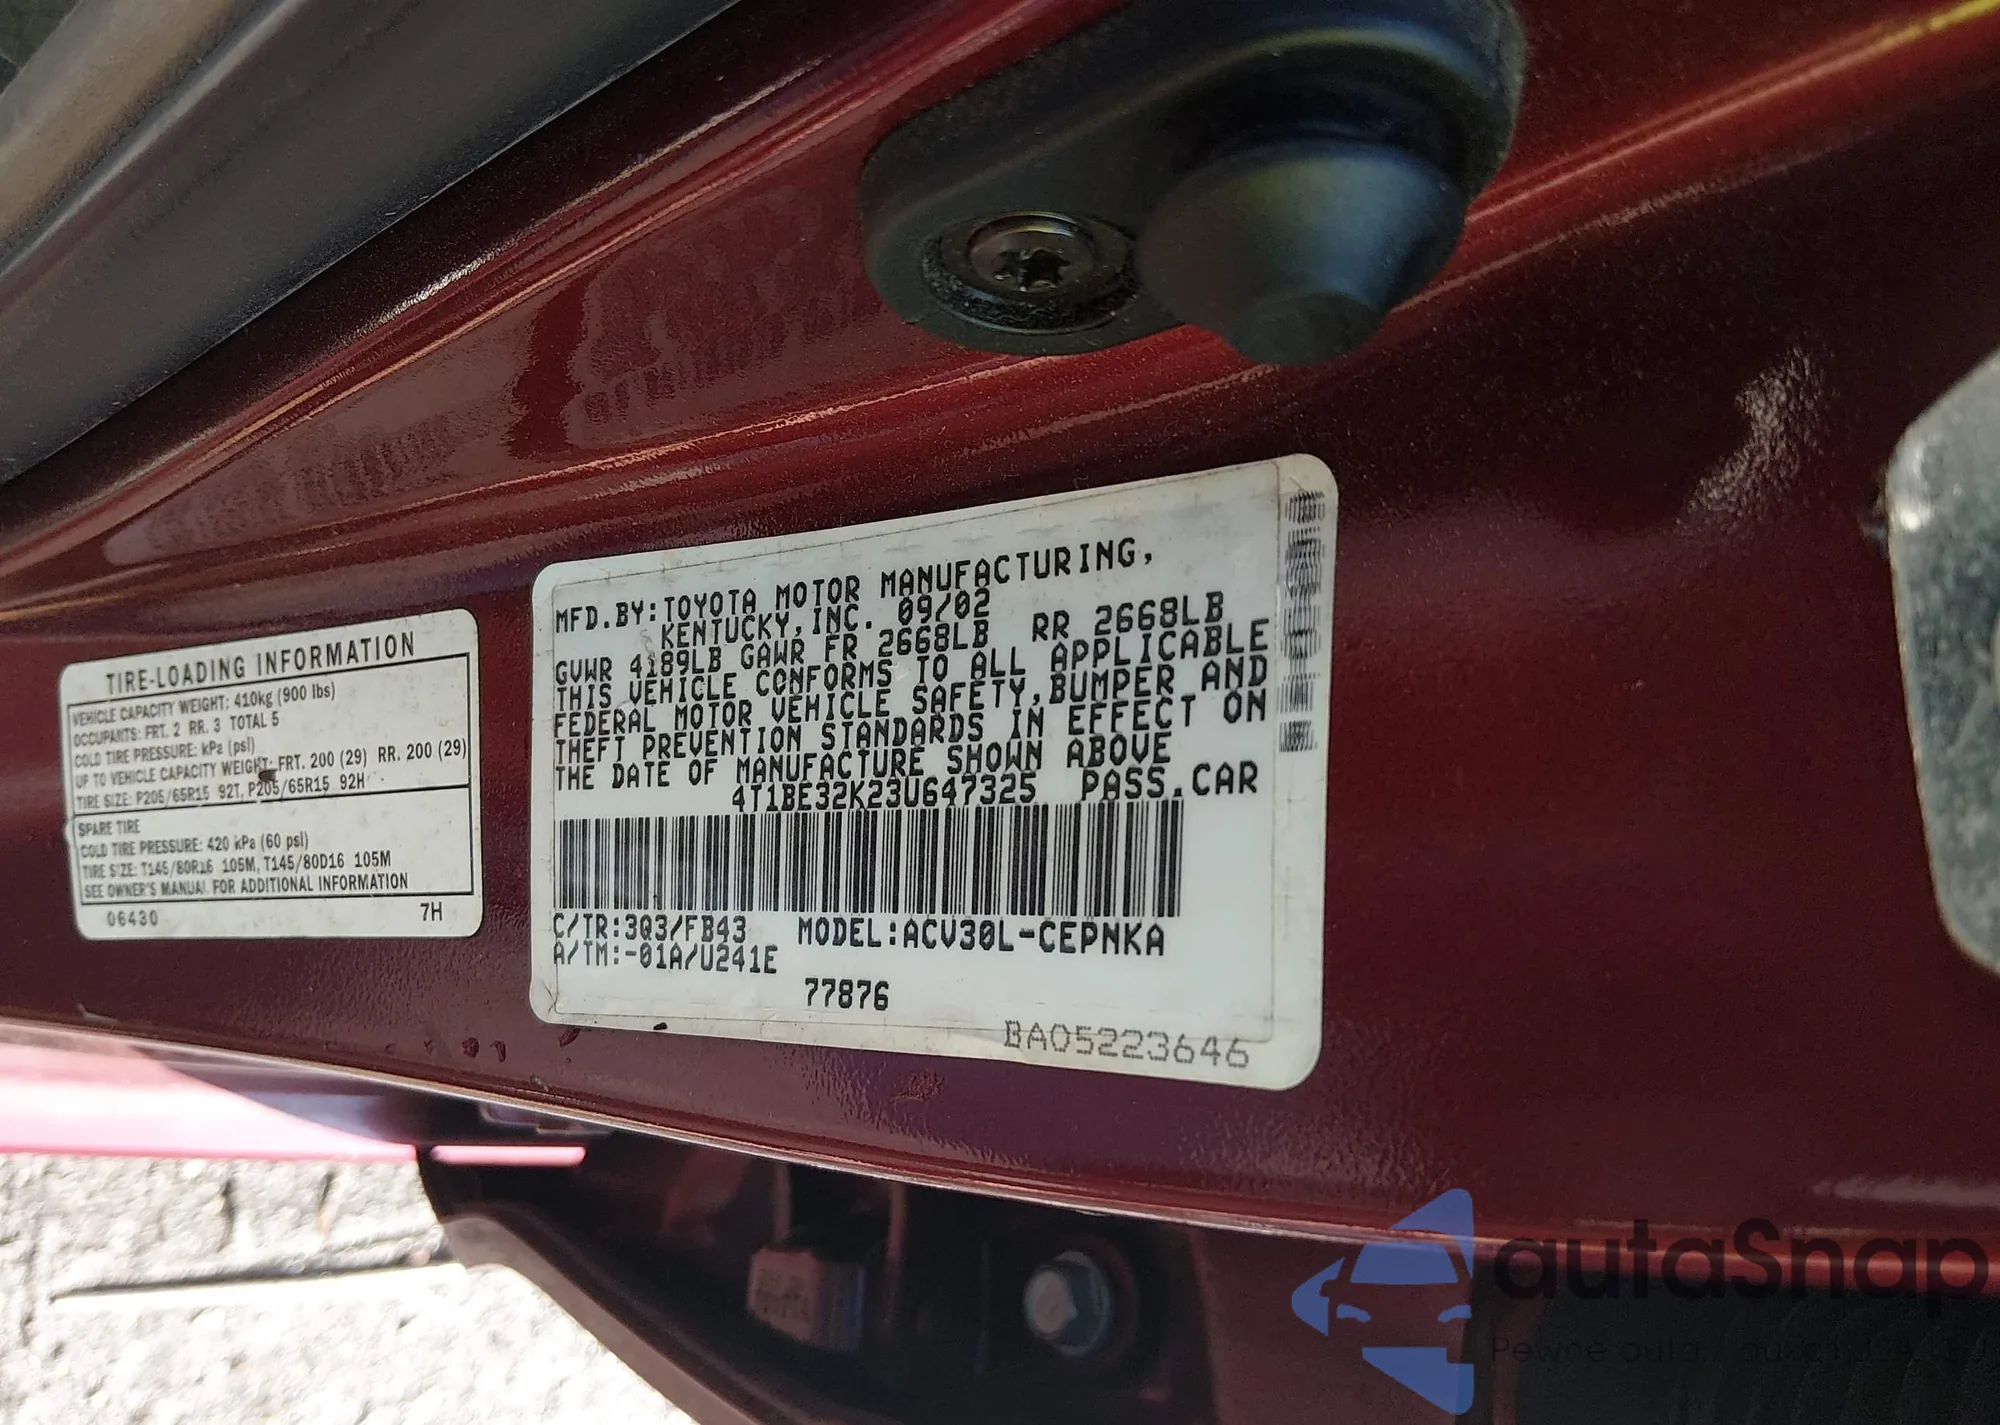 TIRE-LOADING INFORMATION
VEHICLE CAPACITY WEIGHT: 410kg (900 lbs)
OCCUPANTS: FRT. 2 RR. 3 TOTAL 5
COLD TIRE PRESSURE: kPa (psi)
UP TO VEHICLE CAPACITY WEIGHT: FRT. 200 (29) RR. 200 (29)
TIRE SIZE: P205/65R15 92T, P205/65R15 92H
SPARE TIRE
COLD TIRE PRESSURE: 420 kPa (60 psi)
TIRE SIZE: T145/80R16 105M, T145/80D16 105M
SEE OWNER'S MANUAL FOR ADDITIONAL INFORMATION
06430 7H
MFD.BY:TOYOTA MOTOR MANUFACTURING,
KENTUCKY,INC. 09/02
GVWR 4189LB GAWR FR 2668LB RR 2668LB
THIS VEHICLE CONFORMS TO ALL APPLICABLE
FEDERAL MOTOR VEHICLE SAFETY,BUMPER AND
THEFT PREVENTION STANDARDS IN EFFECT ON
THE DATE OF MANUFACTURE SHOWN ABOVE
4T1BE32K23U647325 PASS.CAR
C/TR:3Q3/FB43 MODEL:ACV30L-CEPNKA
A/TM:-01A/U241E
77876
BA05223646
autaSnap
Pewne auta